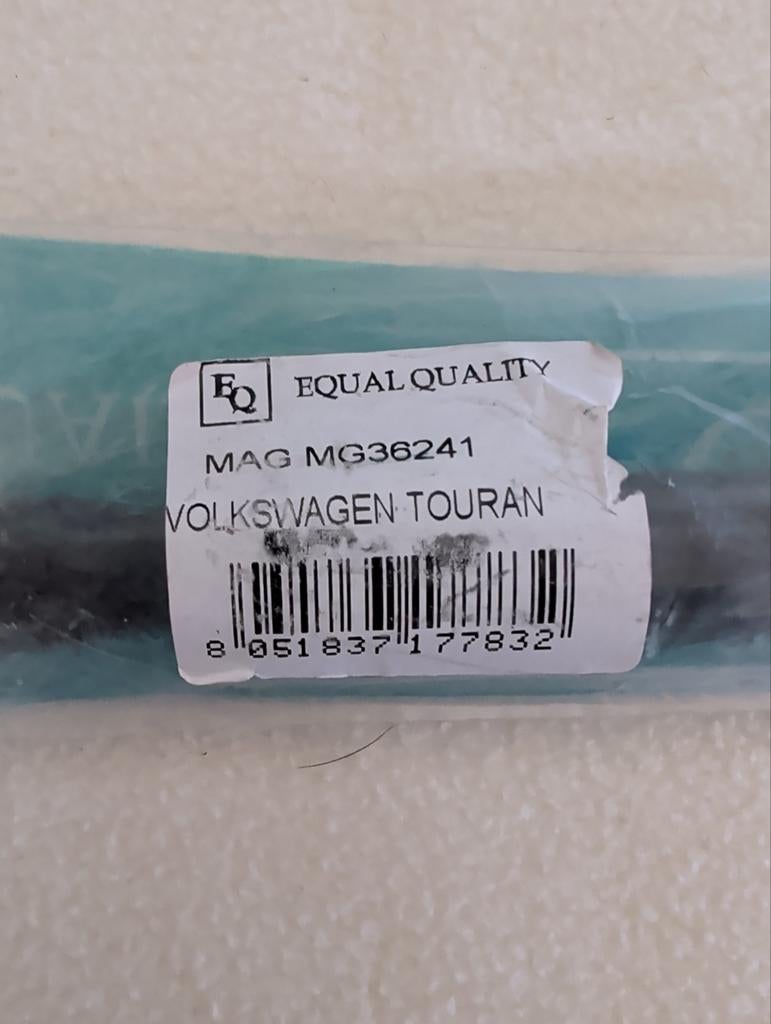 EQ EQUAL QUALITY
MAG MG36241
VOLKSWAGEN TOURAN
8 051837 177832